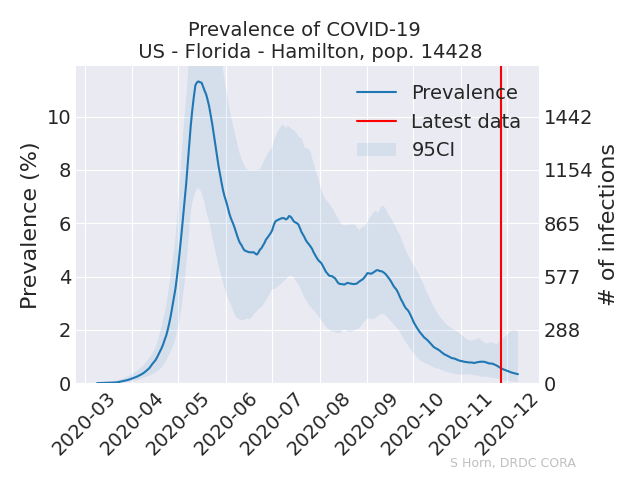 Prevalence of COVID-19
US - Florida - Hamilton, pop. 14428
Prevalence
Latest data
95CI
Prevalence (%)
10
8
6
4
2
0
1442
1154
865
577
288
0
# of infections
2020-03
2020-04
2020-05
2020-06
2020-07
2020-08
2020-09
2020-10
2020-11
2020-12
S Horn, DRDC CORA